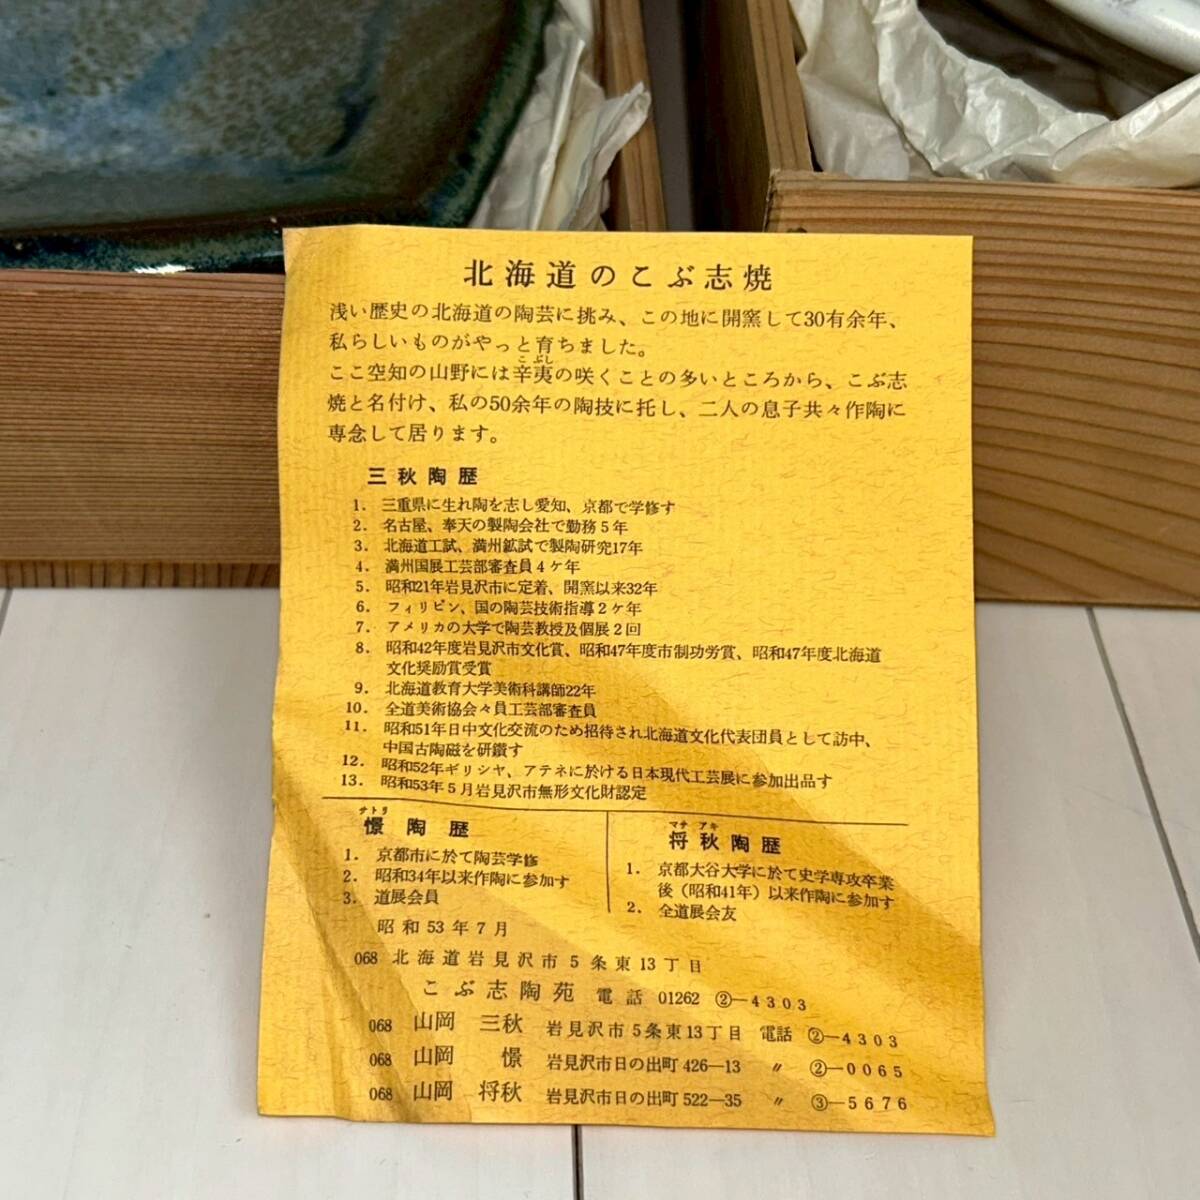 北海道のこぶ志焼
浅い歴史の北海道の陶芸に挑み、この地に開窯して30有余年、
私らしいものがやっと育ちました。
こぶし
ここ空知の山野には辛夷の咲くことの多いところから、こぶ志
焼と名付け、私の50余年の陶技に托し、二人の息子共々作陶に
専念して居ります。
三秋陶歴
1. 三重県に生れ陶を志し愛知、京都で学修す
2. 名古屋、奉天の製陶会社で勤務5年
3. 北海道工試、満州鉱試で製陶研究17年
4. 満州国展工芸部審査員4ヶ年
5. 昭和21年岩見沢市に定着、開窯以来32年
6. フィリピン、国の陶芸技術指導2ヶ年
7. アメリカの大学で陶芸教授及個展2回
8. 昭和42年度岩見沢市文化賞、昭和47年度市制功労賞、昭和47年度北海道
文化奨励賞受賞
9. 北海道教育大学美術科講師22年
10. 全道美術協会々員工芸部審査員
11. 昭和51年日中文化交流のため招待され北海道文化代表団員として訪中、
中国古陶磁を研鑽す
12. 昭和52年ギリシヤ、アテネに於ける日本現代工芸展に参加出品す
13. 昭和53年5月岩見沢市無形文化財認定
サトリ
憬陶歴
1. 京都市に於て陶芸学修
2. 昭和34年以来作陶に参加す
3. 道展会員
マサ アキ
将秋陶歴
1. 京都大谷大学に於て史学専攻卒業
後（昭和41年）以来作陶に参加す
2. 全道展会友
昭和53年7月
068 北海道岩見沢市5条東13丁目
こぶ志陶苑 電話 01262 ②—4303
068 山岡 三秋 岩見沢市5条東13丁目 電話 ②—4303
068 山岡 憬 岩見沢市日の出町426—13 〃 ②—0065
068 山岡 将秋 岩見沢市日の出町522—35 〃 ③—5676